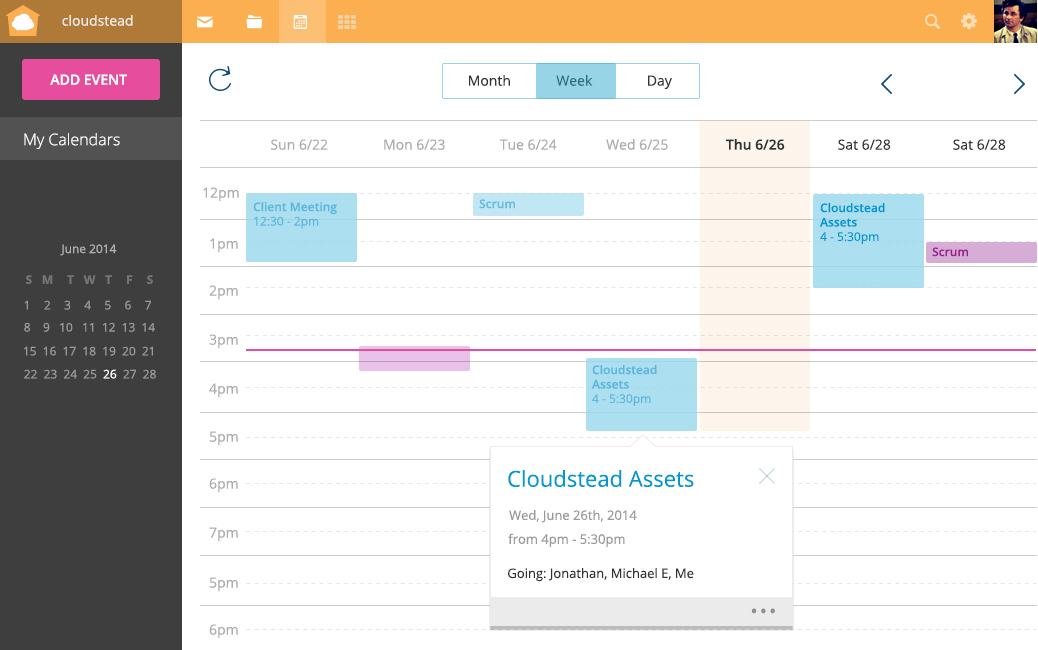 cloudstead
ADD EVENT
My Calendars
June 2014
S M T W T F S
1 2 3 4 5 6 7
8 9 10 11 12 13 14
15 16 17 18 19 20 21
22 23 24 25 26 27 28
Month Week Day
Sun 6/22 Mon 6/23 Tue 6/24 Wed 6/25 Thu 6/26 Sat 6/28 Sat 6/28
12pm
1pm
2pm
3pm
4pm
5pm
6pm
7pm
5pm
6pm
Client Meeting
12:30 - 2pm
Scrum
Cloudstead
Assets
4 - 5:30pm
Cloudstead
Assets
4 - 5:30pm
Scrum
Cloudstead Assets
Wed, June 26th, 2014
from 4pm - 5:30pm
Going: Jonathan, Michael E, Me